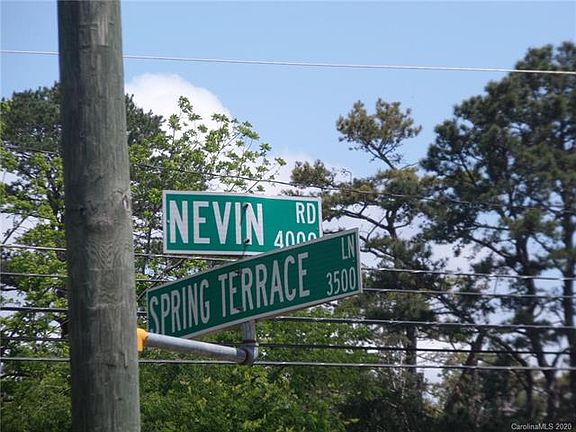 NEVIN RD
4000
SPRING TERRACE LN
3500
CarolinaMLS 2020